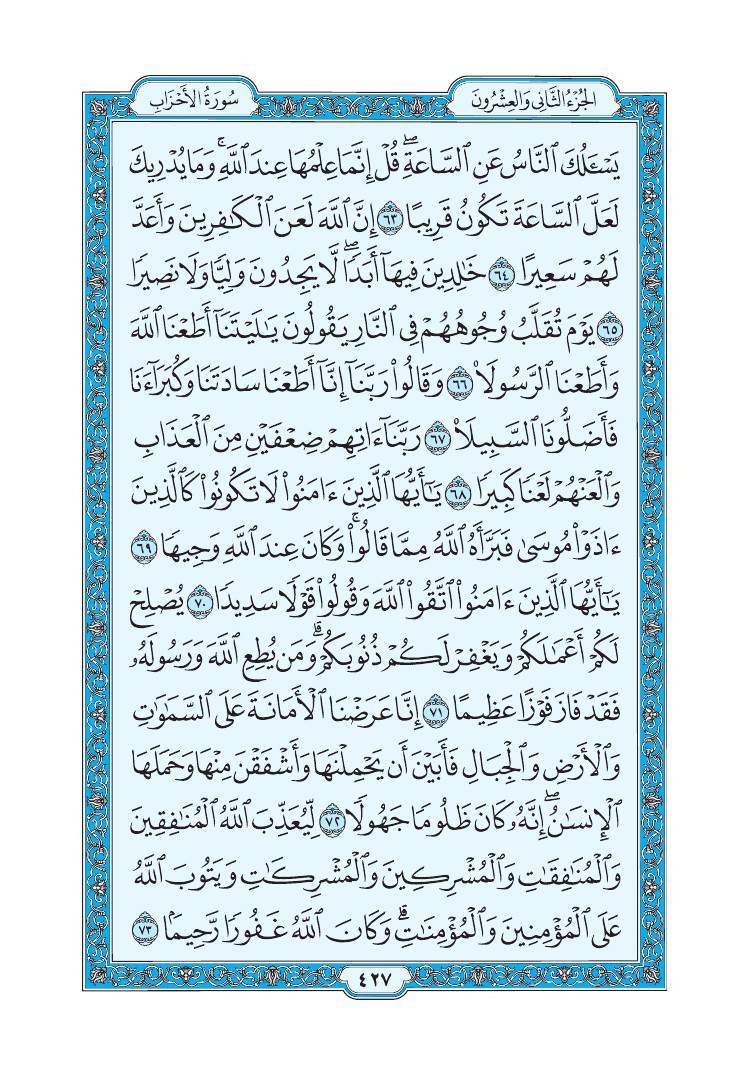 الجُزْءُ الثَّانِي وَالعِشْرُونَ
سُورَةُ الأَحْزَابِ
يَسْـَٔلُكَ ٱلنَّاسُ عَنِ ٱلسَّاعَةِۖ قُلْ إِنَّمَا عِلْمُهَا عِندَ ٱللَّهِۚ وَمَا يُدْرِيكَ
لَعَلَّ ٱلسَّاعَةَ تَكُونُ قَرِيبًا ٦٣ إِنَّ ٱللَّهَ لَعَنَ ٱلْكَـٰفِرِينَ وَأَعَدَّ
لَهُمْ سَعِيرًا ٦٤ خَـٰلِدِينَ فِيهَآ أَبَدًاۖ لَّا يَجِدُونَ وَلِيًّا وَلَا نَصِيرًا
٦٥ يَوْمَ تُقَلَّبُ وُجُوهُهُمْ فِى ٱلنَّارِ يَقُولُونَ يَـٰلَيْتَنَآ أَطَعْنَا ٱللَّهَ
وَأَطَعْنَا ٱلرَّسُولَا۠ ٦٦ وَقَالُوا۟ رَبَّنَآ إِنَّآ أَطَعْنَا سَادَتَنَا وَكُبَرَآءَنَا
فَأَضَلُّونَا ٱلسَّبِيلَا۠ ٦٧ رَبَّنَآ ءَاتِهِمْ ضِعْفَيْنِ مِنَ ٱلْعَذَابِ
وَٱلْعَنْهُمْ لَعْنًا كَبِيرًا ٦٨ يَـٰٓأَيُّهَا ٱلَّذِينَ ءَامَنُوا۟ لَا تَكُونُوا۟ كَٱلَّذِينَ
ءَاذَوْا۟ مُوسَىٰ فَبَرَّأَهُ ٱللَّهُ مِمَّا قَالُوا۟ۚ وَكَانَ عِندَ ٱللَّهِ وَجِيهًا ٦٩
يَـٰٓأَيُّهَا ٱلَّذِينَ ءَامَنُوا۟ ٱتَّقُوا۟ ٱللَّهَ وَقُولُوا۟ قَوْلًا سَدِيدًا ٧٠ يُصْلِحْ
لَكُمْ أَعْمَـٰلَكُمْ وَيَغْفِرْ لَكُمْ ذُنُوبَكُمْۗ وَمَن يُطِعِ ٱللَّهَ وَرَسُولَهُۥ
فَقَدْ فَازَ فَوْزًا عَظِيمًا ٧١ إِنَّا عَرَضْنَا ٱلْأَمَانَةَ عَلَى ٱلسَّمَـٰوَٰتِ
وَٱلْأَرْضِ وَٱلْجِبَالِ فَأَبَيْنَ أَن يَحْمِلْنَهَا وَأَشْفَقْنَ مِنْهَا وَحَمَلَهَا
ٱلْإِنسَـٰنُۖ إِنَّهُۥ كَانَ ظَلُومًا جَهُولًا ٧٢ لِّيُعَذِّبَ ٱللَّهُ ٱلْمُنَـٰفِقِينَ
وَٱلْمُنَـٰفِقَـٰتِ وَٱلْمُشْرِكِينَ وَٱلْمُشْرِكَـٰتِ وَيَتُوبَ ٱللَّهُ
عَلَى ٱلْمُؤْمِنِينَ وَٱلْمُؤْمِنَـٰتِۗ وَكَانَ ٱللَّهُ غَفُورًا رَّحِيمًۢا ٧٣
٤٢٧